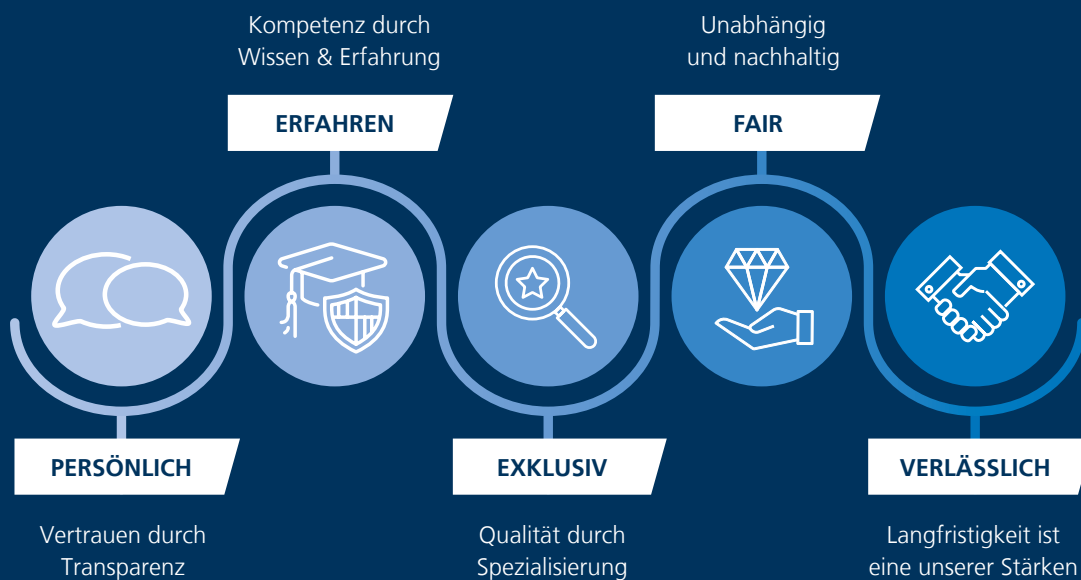 Kompetenz durch
Wissen & Erfahrung
ERFAHREN
Unabhängig
und nachhaltig
FAIR
PERSÖNLICH
Vertrauen durch
Transparenz
EXKLUSIV
Qualität durch
Spezialisierung
VERLÄSSLICH
Langfristigkeit ist
eine unserer Stärken